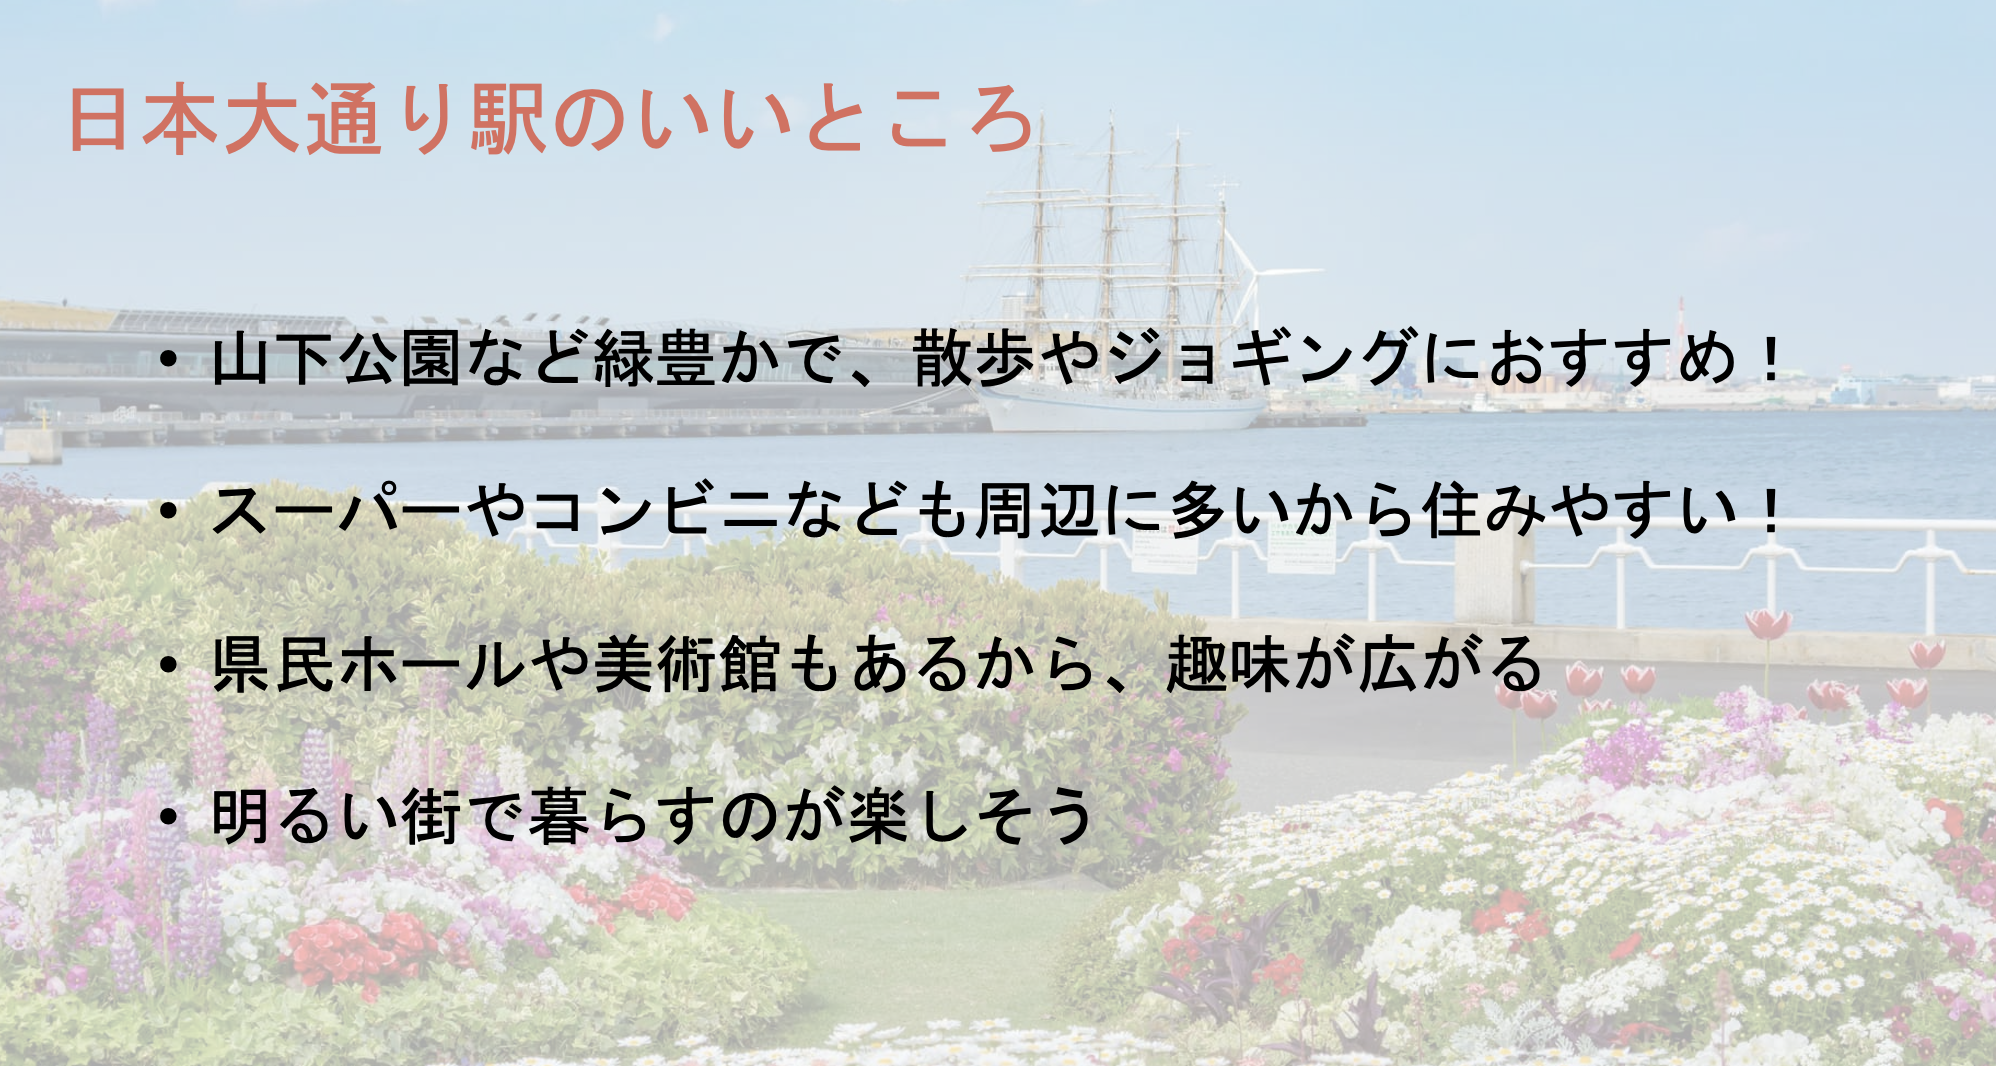 日本大通り駅のいいところ
• 山下公園など緑豊かで、散歩やジョギングにおすすめ！
• スーパーやコンビニなども周辺に多いから住みやすい！
• 県民ホールや美術館もあるから、趣味が広がる
• 明るい街で暮らすのが楽しそう